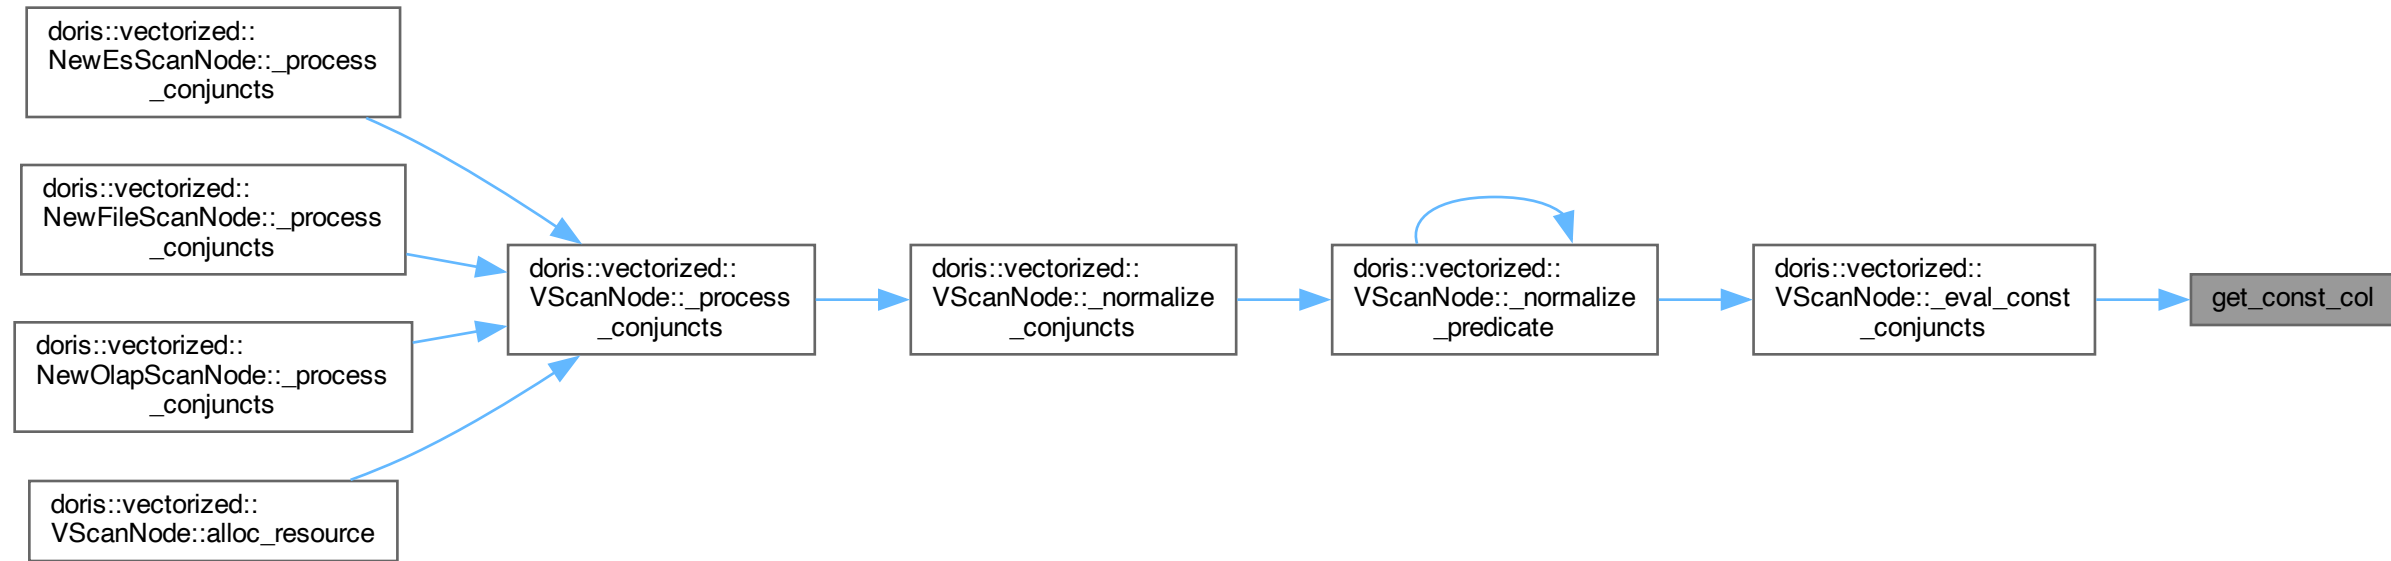 doris::vectorized::
NewEsScanNode::_process
_conjuncts
doris::vectorized::
NewFileScanNode::_process
_conjuncts
doris::vectorized::
NewOlapScanNode::_process
_conjuncts
doris::vectorized::
VScanNode::alloc_resource
doris::vectorized::
VScanNode::_process
_conjuncts
doris::vectorized::
VScanNode::_normalize
_conjuncts
doris::vectorized::
VScanNode::_normalize
_predicate
doris::vectorized::
VScanNode::_eval_const
_conjuncts
get_const_col